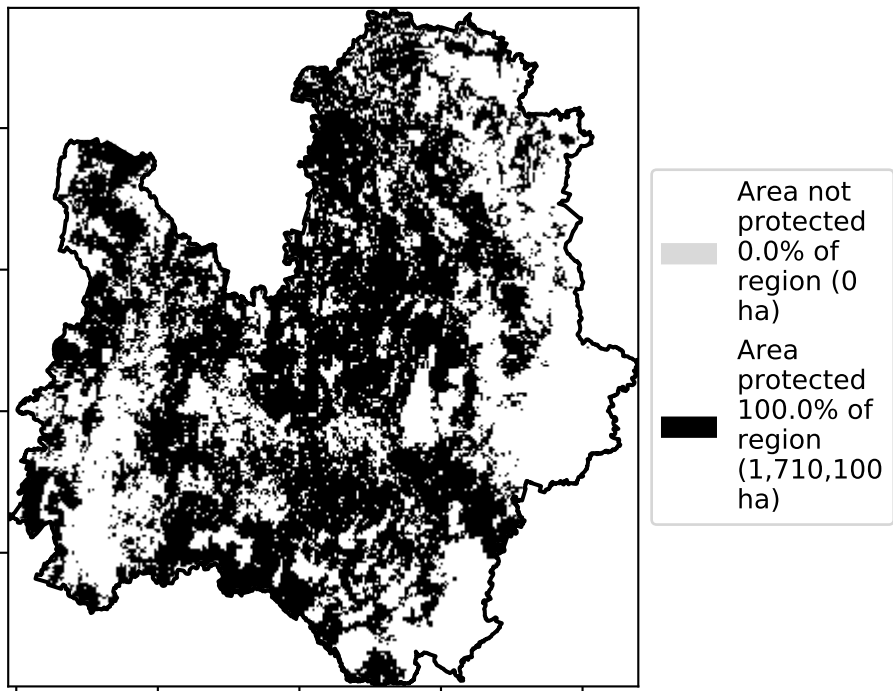 Area not
protected
0.0% of
region (0
ha)
Area
protected
100.0% of
region
(1,710,100
ha)